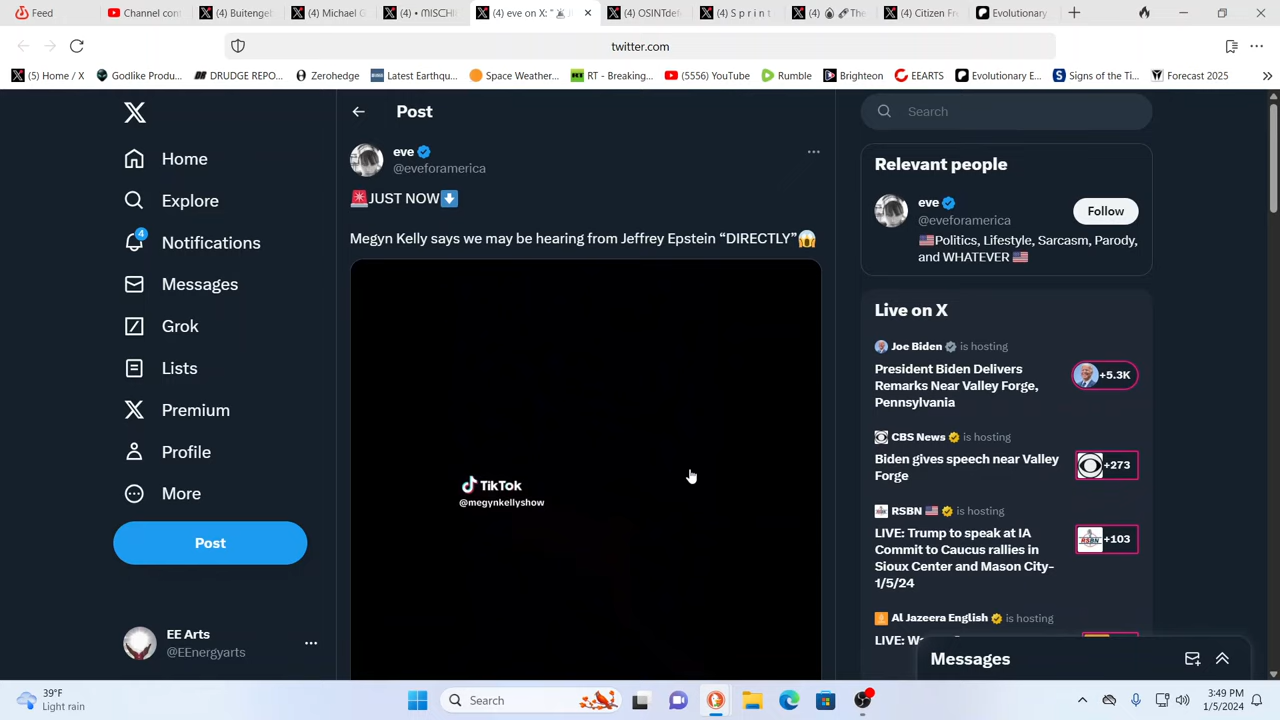 Feed
Channel cont
(4) Buitengeb
(4) Michael G
(4) • MISCHI
(4) eve on X: "
(4) OSINTdef
(4) S p r i n t
(4)
The
(4) Citizen Fr
Evolutionary
twitter.com
(5) Home / X
Godlike Produ...
DRUDGE REPO...
Zerohedge
Latest Earthqu...
Space Weather...
RT - Breaking...
(5556) YouTube
Rumble
Brighteon
EEARTS
Evolutionary E...
Signs of the Ti...
Forecast 2025
Home
Explore
4
Notifications
Messages
Grok
Lists
Premium
Profile
More
Post
EE Arts
@EEnergyarts
Post
eve
@eveforamerica
🚨JUST NOW⬇️
Megyn Kelly says we may be hearing from Jeffrey Epstein “DIRECTLY”😱
TikTok
@megynkellyshow
Search
Relevant people
eve
@eveforamerica
Follow
🇺🇸Politics, Lifestyle, Sarcasm, Parody,
and WHATEVER 🇺🇸
Live on X
Joe Biden is hosting
President Biden Delivers
Remarks Near Valley Forge,
Pennsylvania
+5.3K
CBS News is hosting
Biden gives speech near Valley
Forge
+273
RSBN 🇺🇸 is hosting
LIVE: Trump to speak at IA
Commit to Caucus rallies in
Sioux Center and Mason City-
1/5/24
+103
Al Jazeera English is hosting
Messages
39°F
Light rain
Search
3:49 PM
1/5/2024